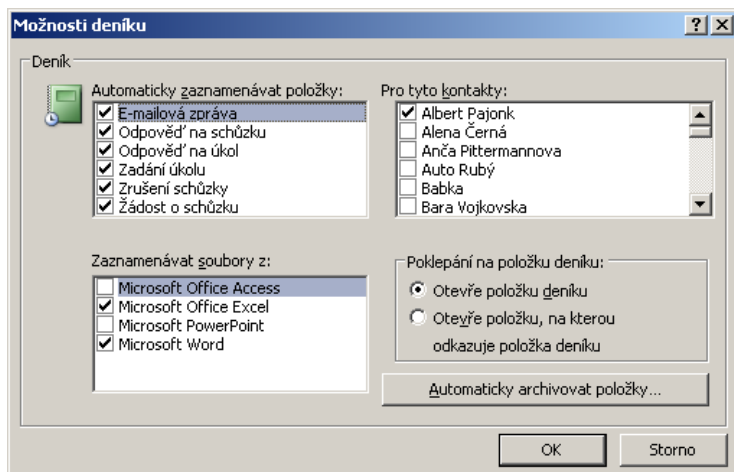 Možnosti deníku
Deník
Automaticky zaznamenávat položky:
E-mailová zpráva
Odpověď na schůzku
Odpověď na úkol
Zadání úkolu
Zrušení schůzky
Žádost o schůzku
Pro tyto kontakty:
Albert Pajonk
Alena Černá
Anča Pittermannova
Auto Rubý
Babka
Bara Vojkovska
Zaznamenávat soubory z:
Microsoft Office Access
Microsoft Office Excel
Microsoft PowerPoint
Microsoft Word
Poklepání na položku deníku:
Otevře položku deníku
Otevře položku, na kterou
odkazuje položka deníku
Automaticky archivovat položky...
OK
Storno